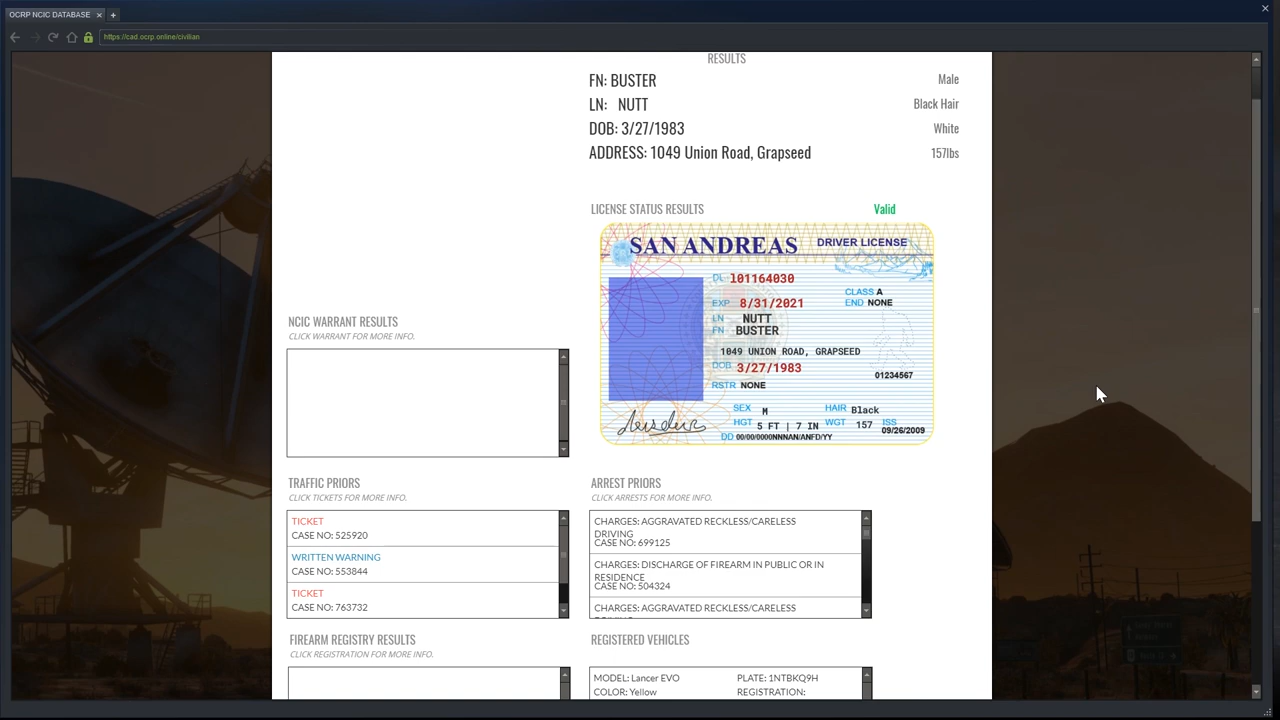 OCRP NCIC DATABASE
https://cad.ocrp.online/civilian
RESULTS
FN: BUSTER
Male
LN: NUTT
Black Hair
DOB: 3/27/1983
White
ADDRESS: 1049 Union Road, Grapseed
157lbs
LICENSE STATUS RESULTS
Valid
SAN ANDREAS
DRIVER LICENSE
DL 101164030
CLASS A
EXP 8/31/2021
END NONE
LN NUTT
FN BUSTER
1049 UNION ROAD, GRAPSEED
DOB 3/27/1983
01234567
RSTR NONE
SEX M
HAIR Black
HGT 5 FT | 7 IN
WGT 157
ISS
09/26/2009
DD 00/00/0000NNNAN/ANFD/YY
NCIC WARRANT RESULTS
CLICK WARRANT FOR MORE INFO.
TRAFFIC PRIORS
CLICK TICKETS FOR MORE INFO.
TICKET
CASE NO: 525920
WRITTEN WARNING
CASE NO: 553844
TICKET
CASE NO: 763732
ARREST PRIORS
CLICK ARRESTS FOR MORE INFO.
CHARGES: AGGRAVATED RECKLESS/CARELESS
DRIVING
CASE NO: 699125
CHARGES: DISCHARGE OF FIREARM IN PUBLIC OR IN
RESIDENCE
CASE NO: 504324
CHARGES: AGGRAVATED RECKLESS/CARELESS
FIREARM REGISTRY RESULTS
CLICK REGISTRATION FOR MORE INFO.
REGISTERED VEHICLES
MODEL: Lancer EVO
PLATE: 1NTBKQ9H
COLOR: Yellow
REGISTRATION: